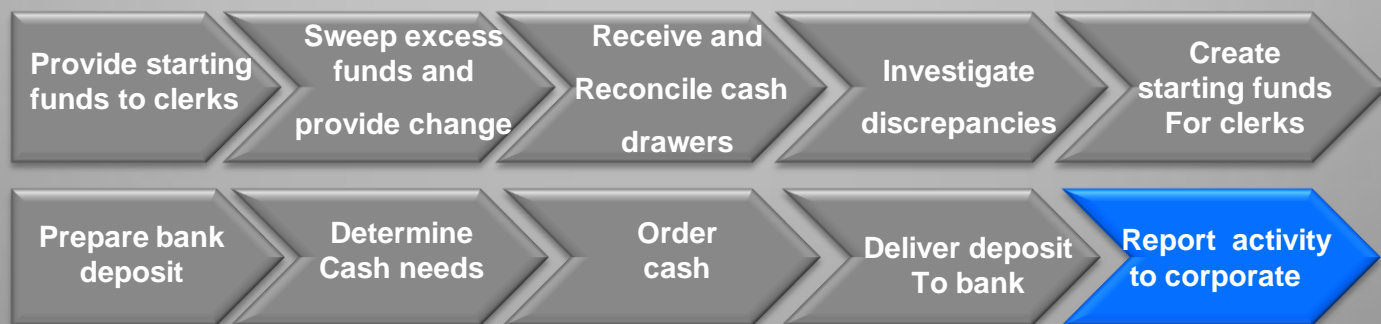 Provide starting
funds to clerks
Sweep excess
funds and
provide change
Receive and
Reconcile cash
drawers
Investigate
discrepancies
Create
starting funds
For clerks
Prepare bank
deposit
Determine
Cash needs
Order
cash
Deliver deposit
To bank
Report activity
to corporate